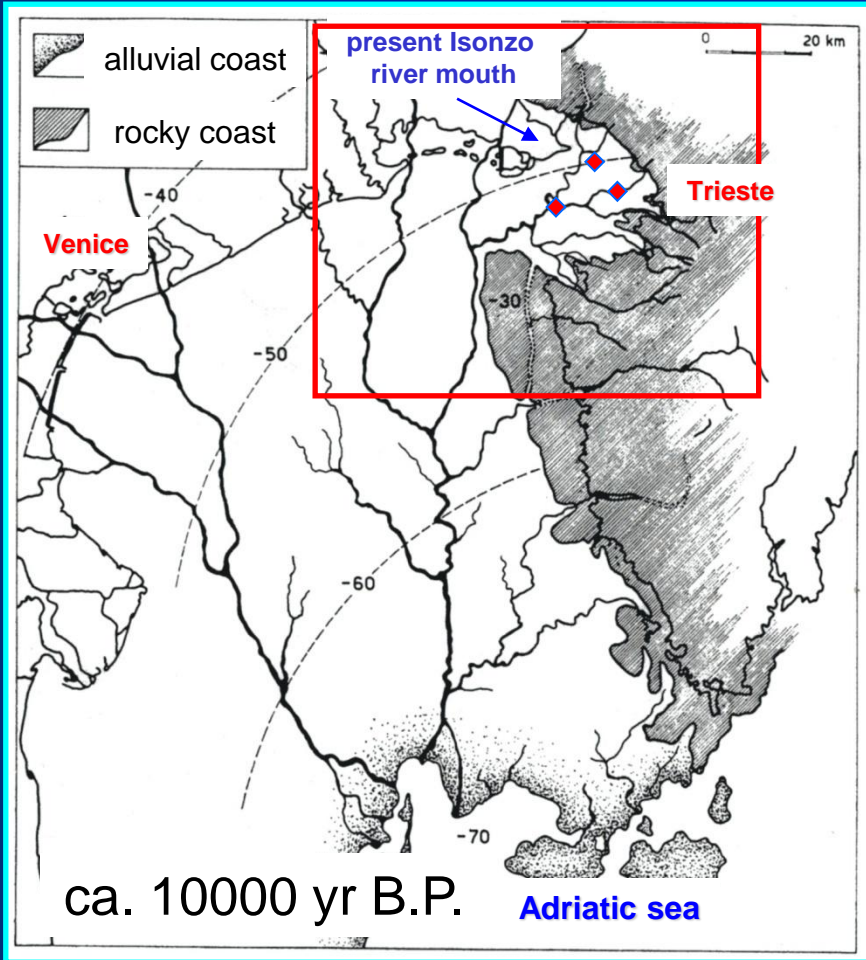 alluvial coast
rocky coast
present Isonzo
river mouth
0
20 km
-40
Trieste
Venice
-30
-50
-60
-70
ca. 10000 yr B.P.
Adriatic sea